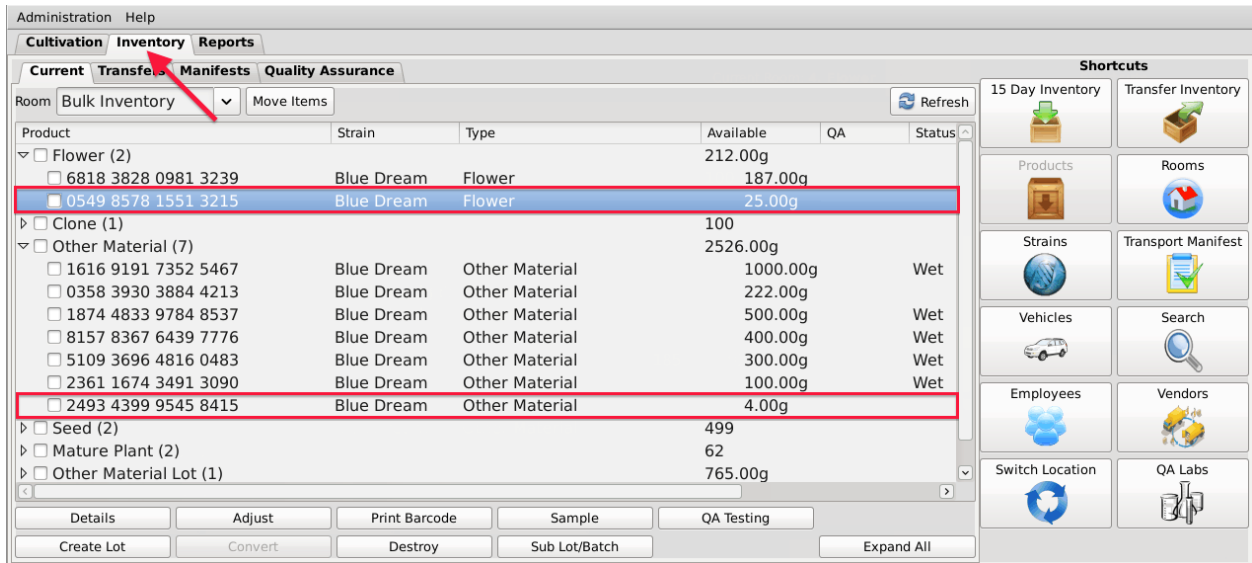 Administration Help
Cultivation Inventory Reports
Current Transfers Manifests Quality Assurance
Room Bulk Inventory Move Items Refresh
Product Strain Type Available QA Status
Flower (2) 212.00g
6818 3828 0981 3239 Blue Dream Flower 187.00g
0549 8578 1551 3215 Blue Dream Flower 25.00g
Clone (1) 100
Other Material (7) 2526.00g
1616 9191 7352 5467 Blue Dream Other Material 1000.00g Wet
0358 3930 3884 4213 Blue Dream Other Material 222.00g
1874 4833 9784 8537 Blue Dream Other Material 500.00g Wet
8157 8367 6439 7776 Blue Dream Other Material 400.00g Wet
5109 3696 4816 0483 Blue Dream Other Material 300.00g Wet
2361 1674 3491 3090 Blue Dream Other Material 100.00g Wet
2493 4399 9545 8415 Blue Dream Other Material 4.00g
Seed (2) 499
Mature Plant (2) 62
Other Material Lot (1) 765.00g
Details Adjust Print Barcode Sample QA Testing
Create Lot Convert Destroy Sub Lot/Batch Expand All
Shortcuts
15 Day Inventory Transfer Inventory
Products Rooms
Strains Transport Manifest
Vehicles Search
Employees Vendors
Switch Location QA Labs